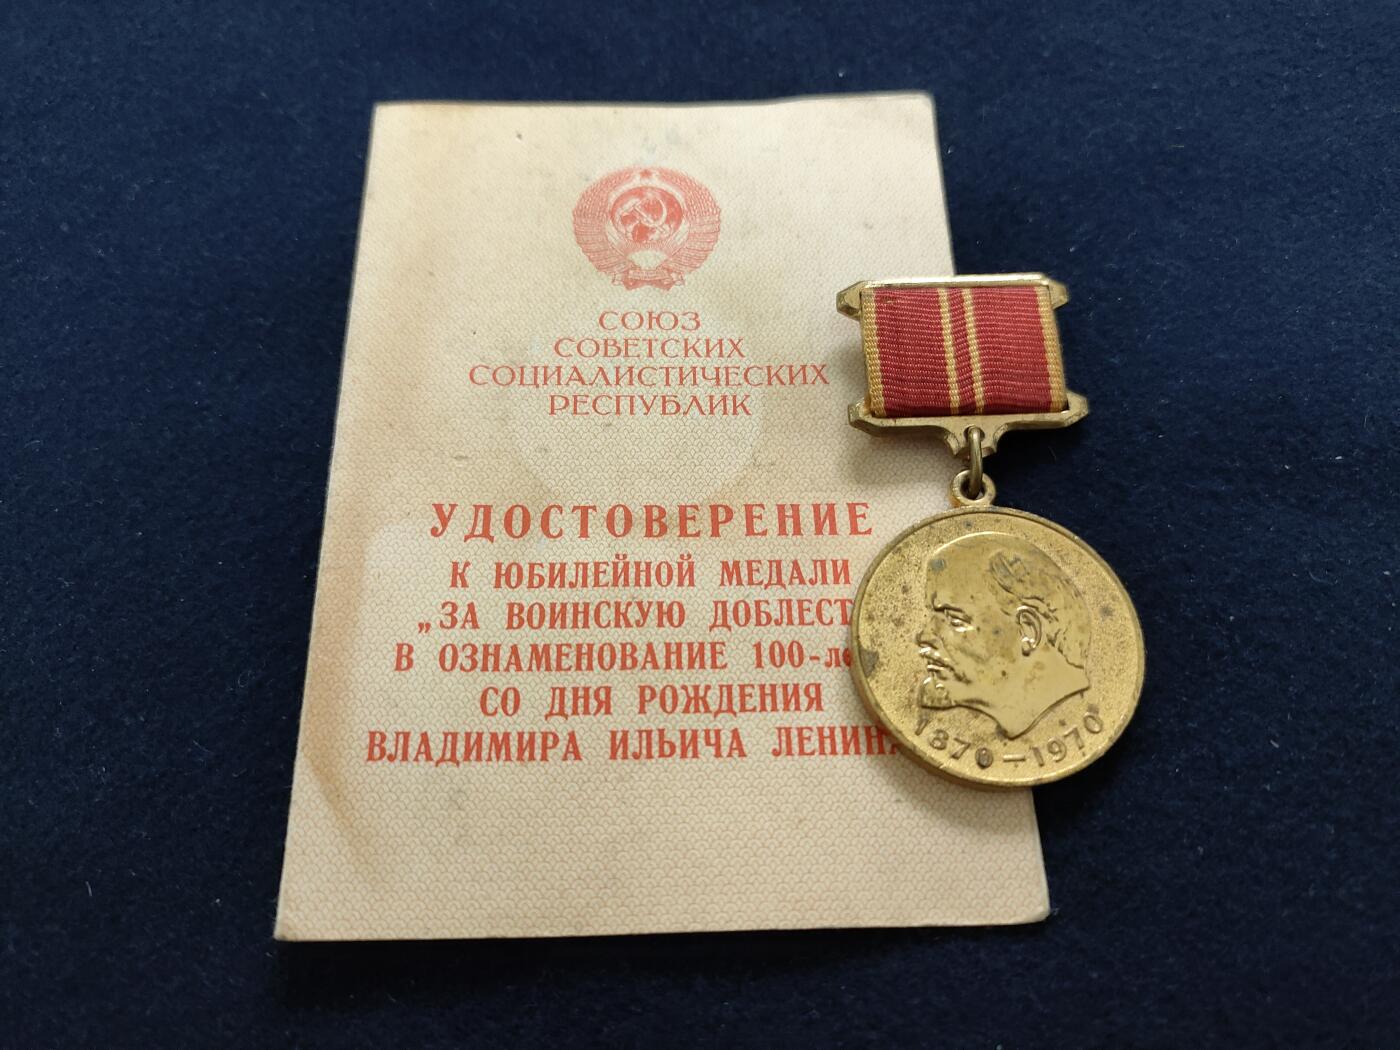 СОЮЗ
СОВЕТСКИХ
СОЦИАЛИСТИЧЕСКИХ
РЕСПУБЛИК
УДОСТОВЕРЕНИЕ
К ЮБИЛЕЙНОЙ МЕДАЛИ
„ЗА ВОИНСКУЮ ДОБЛЕСТ
В ОЗНАМЕНОВАНИЕ 100-ле
СО ДНЯ РОЖДЕНИЯ
ВЛАДИМИРА ИЛЬИЧА ЛЕНИНА
1870–1970